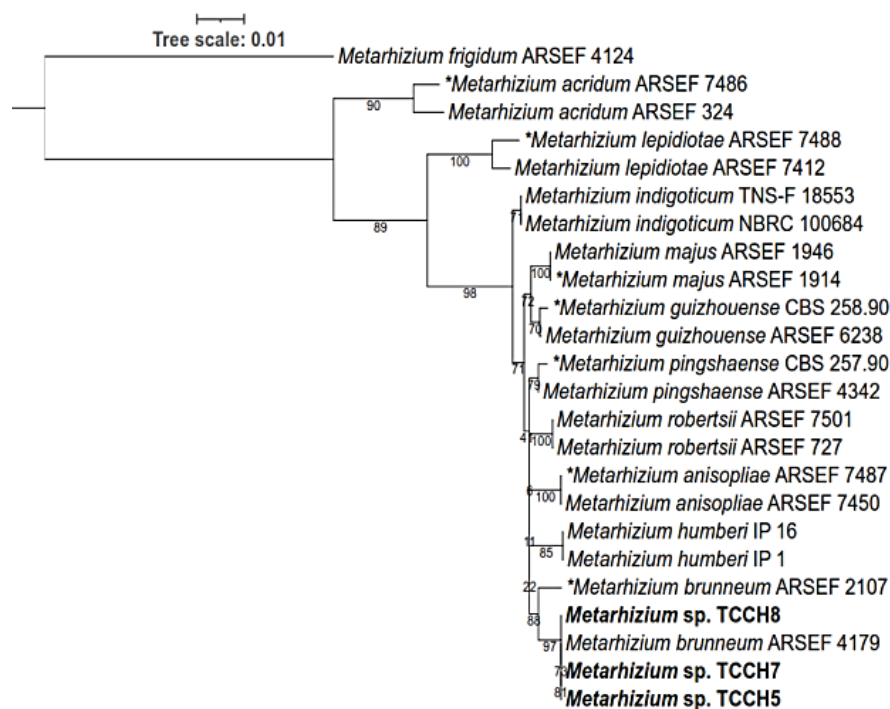 Tree scale: 0.01
Metarhizium frigidum ARSEF 4124
*Metarhizium acridum ARSEF 7486
90
Metarhizium acridum ARSEF 324
*Metarhizium lepidiotae ARSEF 7488
100
Metarhizium lepidiotae ARSEF 7412
Metarhizium indigoticum TNS-F 18553
71
Metarhizium indigoticum NBRC 100684
89
Metarhizium majus ARSEF 1946
100
*Metarhizium majus ARSEF 1914
98
72
*Metarhizium guizhouense CBS 258.90
70
Metarhizium guizhouense ARSEF 6238
*Metarhizium pingshaense CBS 257.90
71
79
Metarhizium pingshaense ARSEF 4342
Metarhizium robertsii ARSEF 7501
100
Metarhizium robertsii ARSEF 727
*Metarhizium anisopliae ARSEF 7487
6
100
Metarhizium anisopliae ARSEF 7450
Metarhizium humberi IP 16
11
85
Metarhizium humberi IP 1
22
*Metarhizium brunneum ARSEF 2107
88
Metarhizium sp. TCCH8
97
Metarhizium brunneum ARSEF 4179
73
Metarhizium sp. TCCH7
81
Metarhizium sp. TCCH5